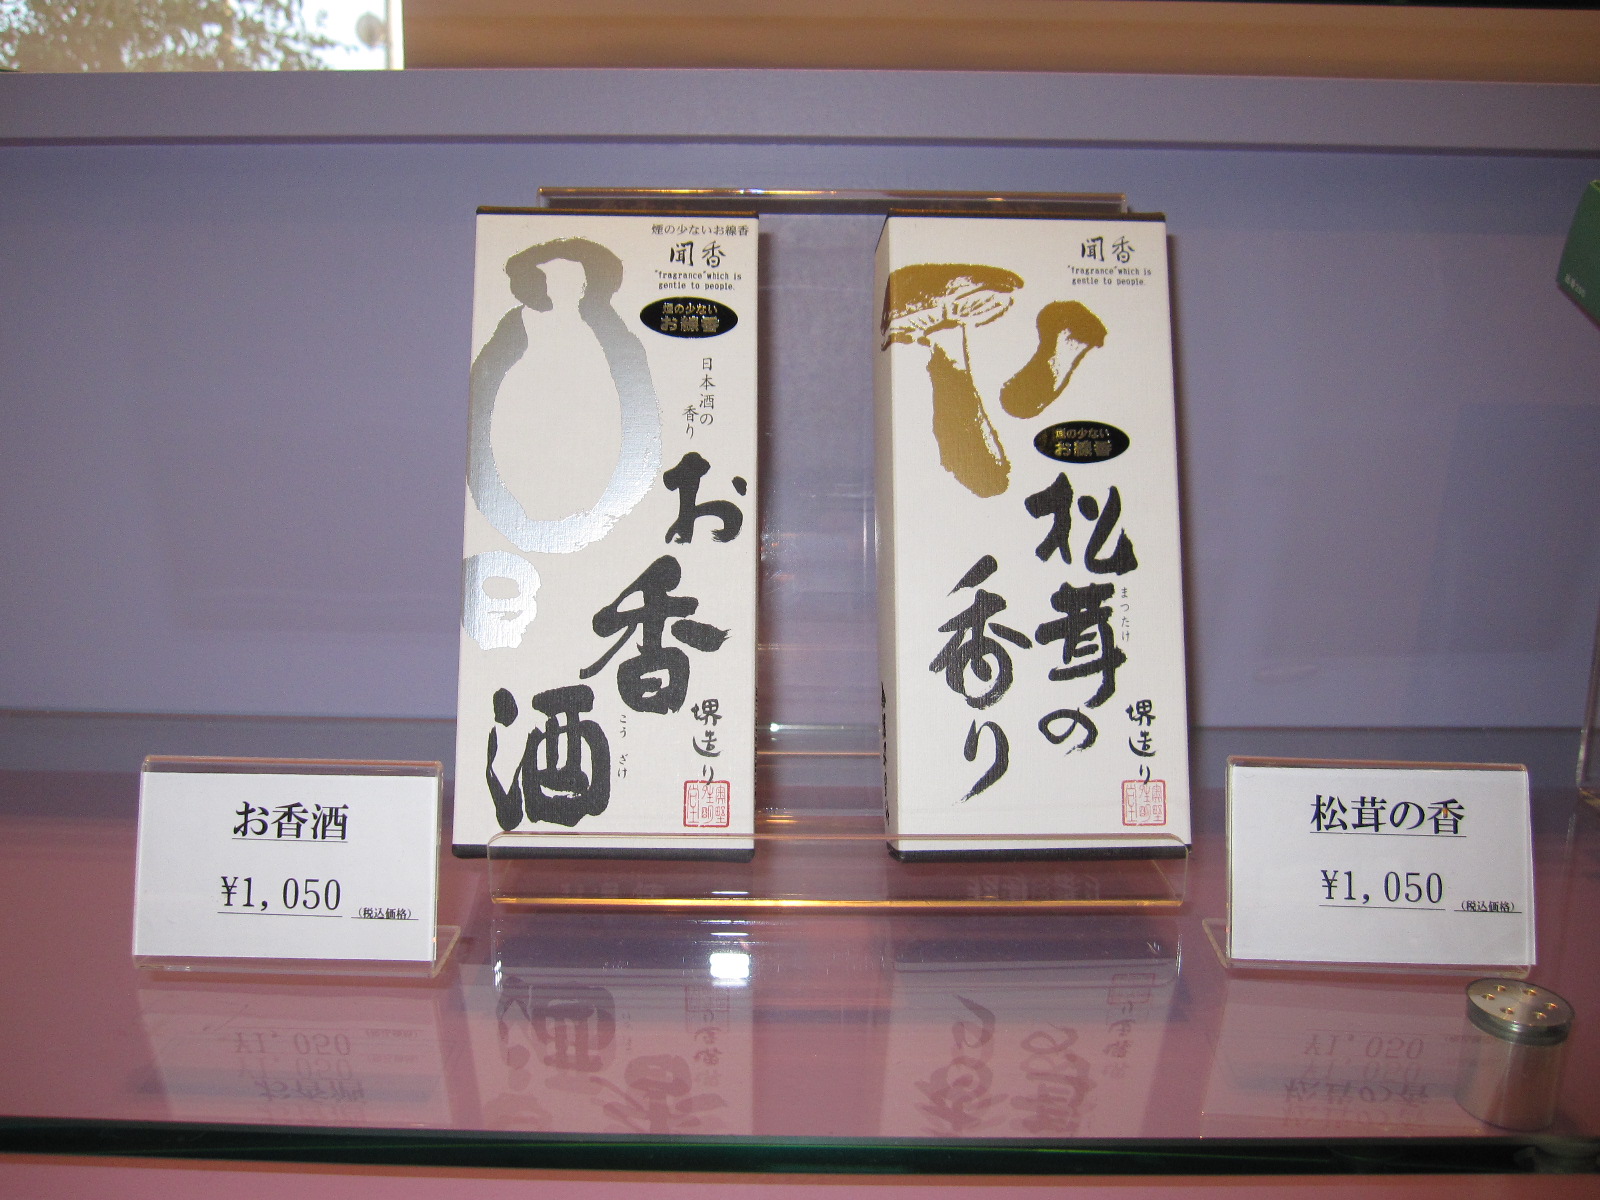 煙の少ないお線香
聞香
"fragrance"which is
gentle to people.
煙の少ない
お線香
日本酒の
香り
お
香
酒
こうざけ
堺造り
聞香
"fragrance"which is
gentle to people.
煙の少ない
お線香
松茸の
まつたけ
香り
堺造り
お香酒
¥1,050 (税込価格)
松茸の香
¥1,050 (税込価格)